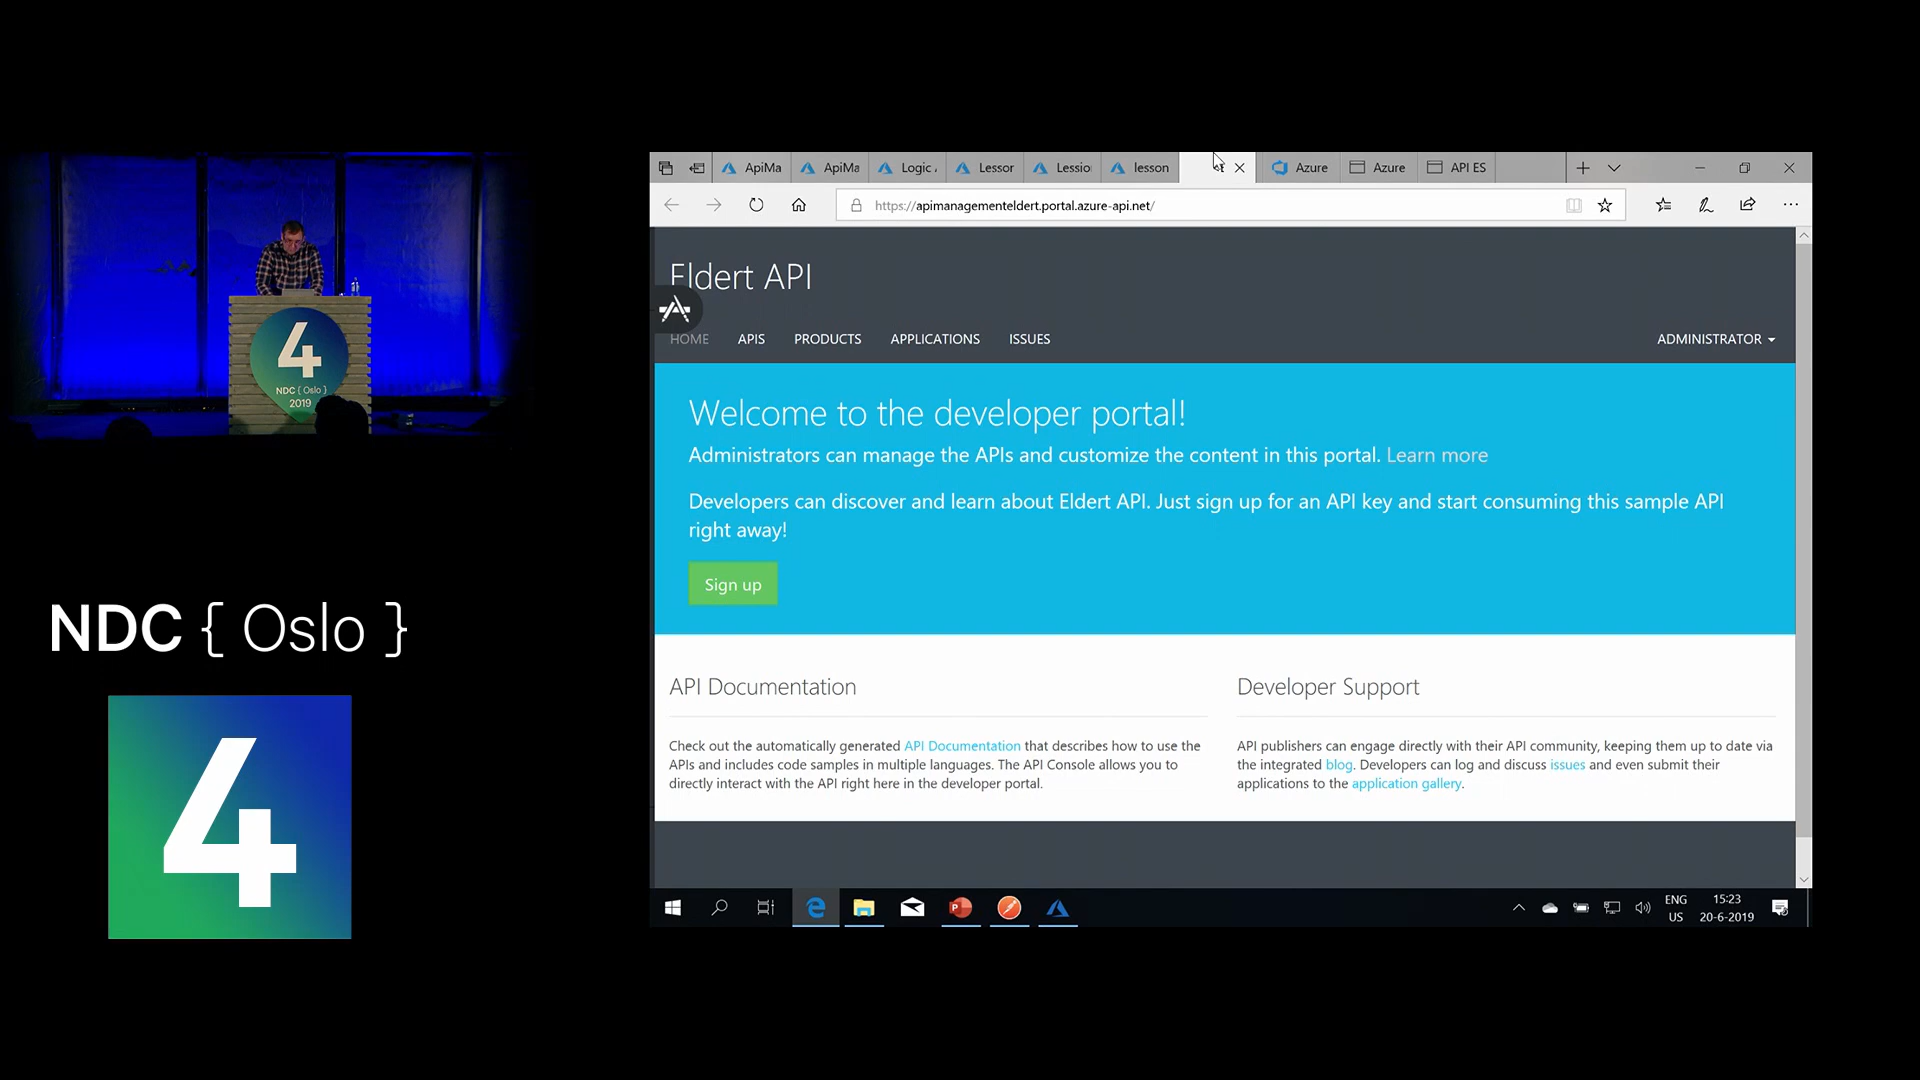 4
NDC { Oslo }
2019
NDC { Oslo }
4
ApiMa
ApiMa
Logic
Lessor
Lessio
lesson
Azure
Azure
API ES
https://apimanagementeldert.portal.azure-api.net/
Eldert API
HOME
APIS
PRODUCTS
APPLICATIONS
ISSUES
ADMINISTRATOR
Welcome to the developer portal!
Administrators can manage the APIs and customize the content in this portal. Learn more
Developers can discover and learn about Eldert API. Just sign up for an API key and start consuming this sample API
right away!
Sign up
API Documentation
Check out the automatically generated API Documentation that describes how to use the
APIs and includes code samples in multiple languages. The API Console allows you to
directly interact with the API right here in the developer portal.
Developer Support
API publishers can engage directly with their API community, keeping them up to date via
the integrated blog. Developers can log and discuss issues and even submit their
applications to the application gallery.
ENG
US
15:23
20-6-2019